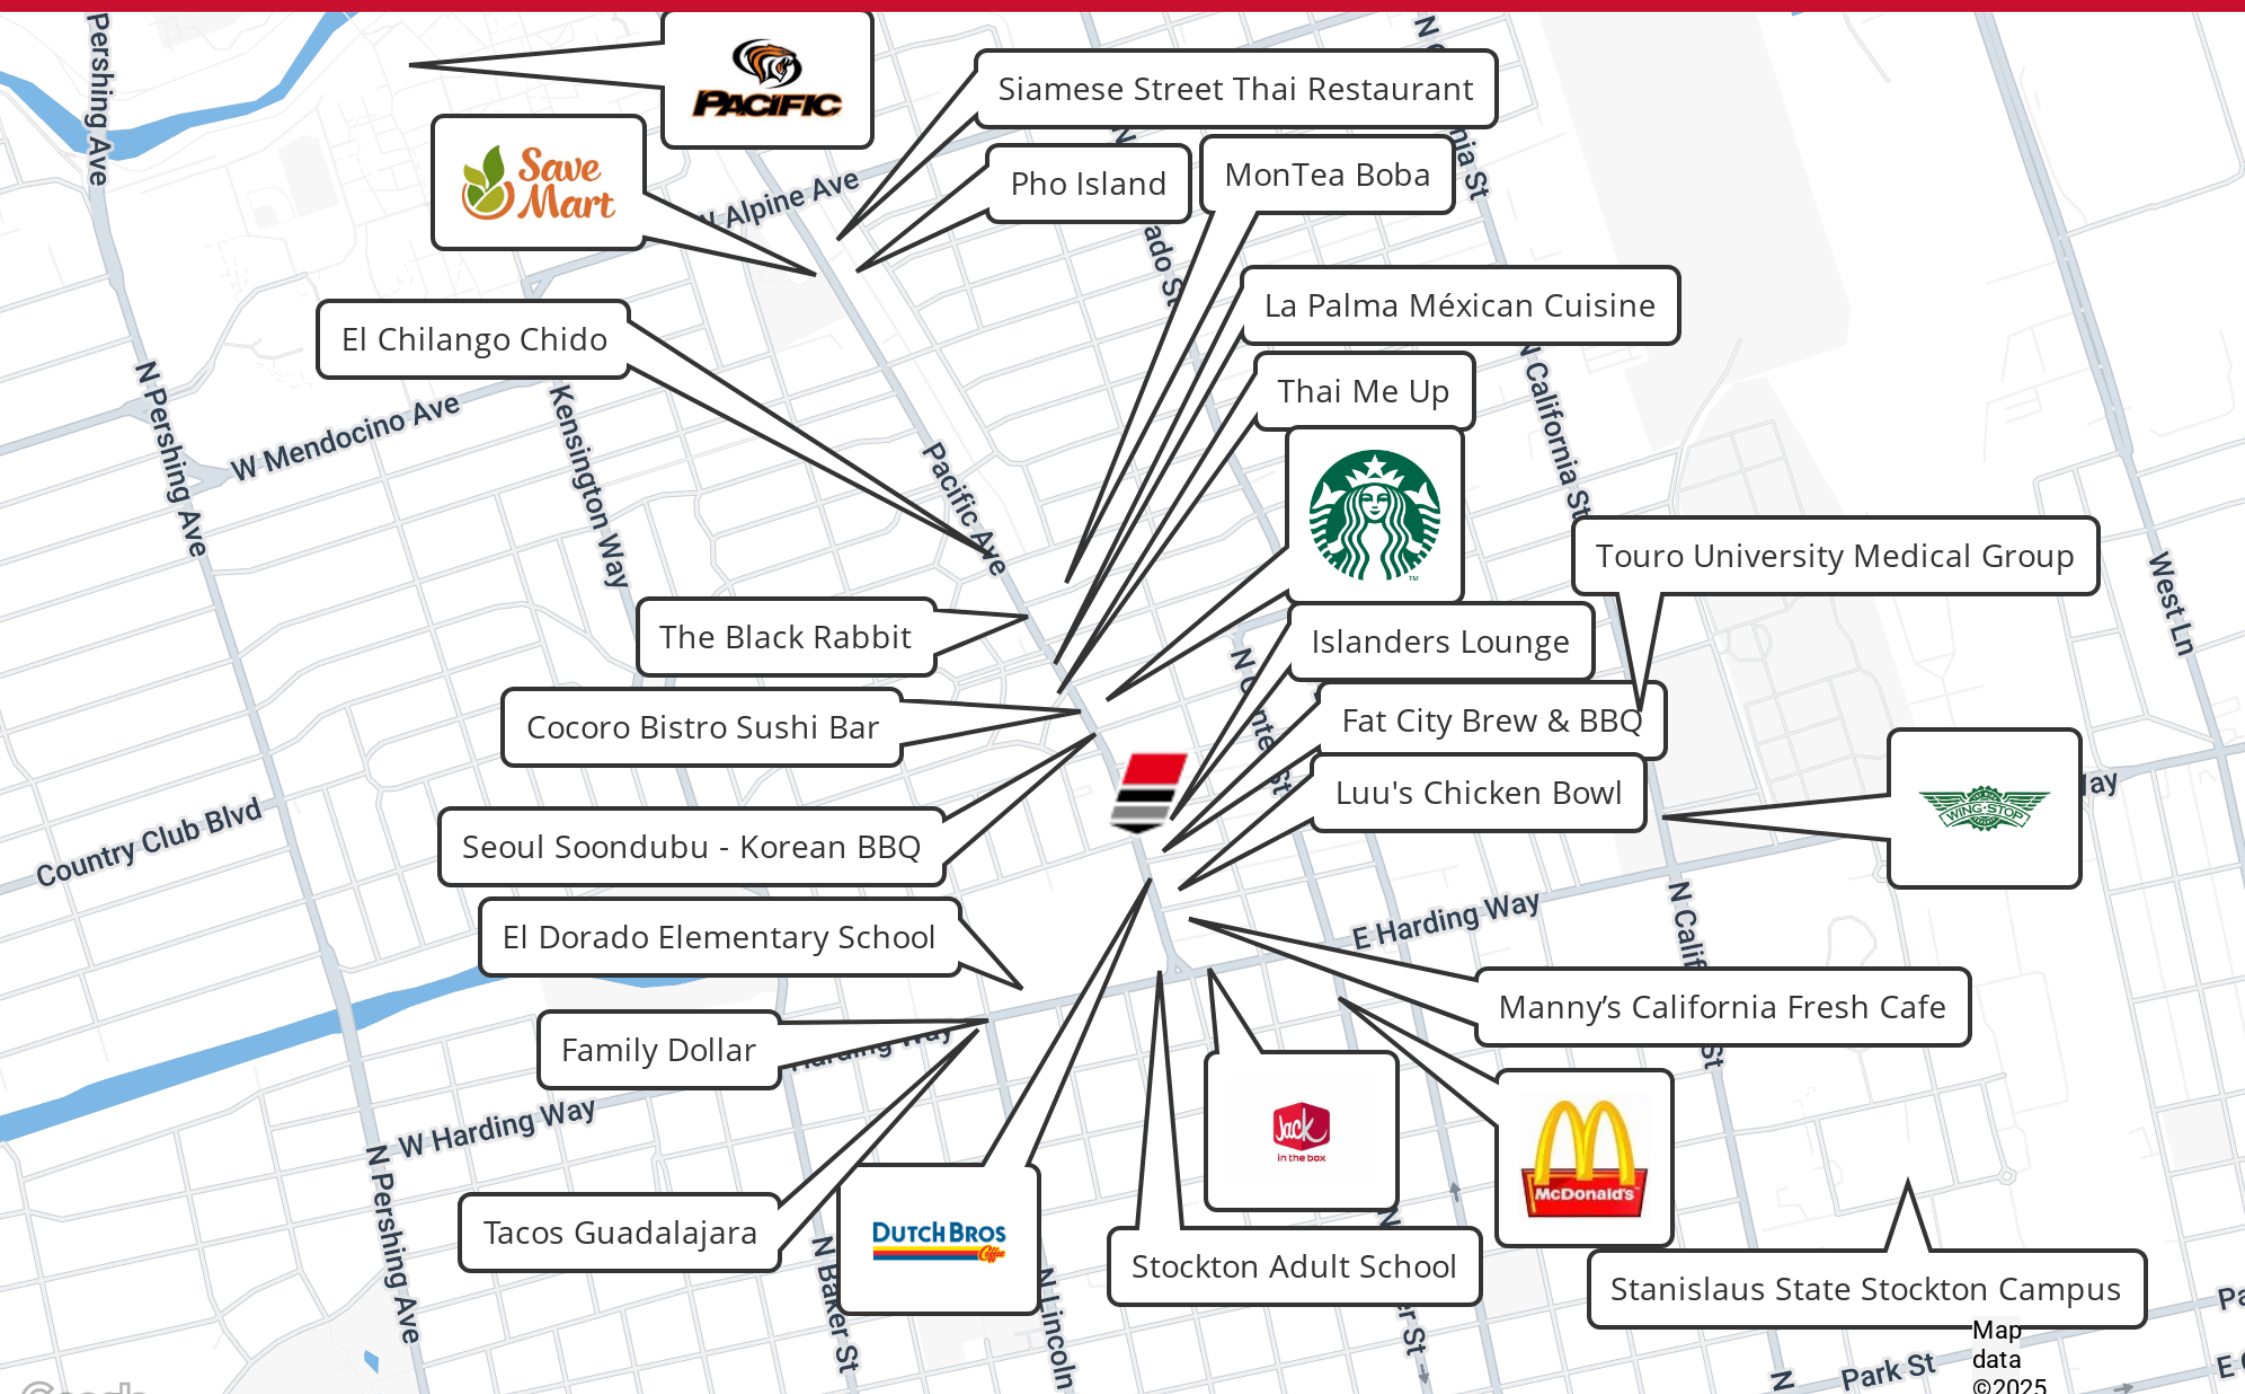 Pershing Ave
PACIFIC
Siamese Street Thai Restaurant
Save
Mart
W Alpine Ave
Pho Island
MonTea Boba
La Palma Méxican Cuisine
El Chilango Chido
Thai Me Up
N Pershing Ave
W Mendocino Ave
Kensington Way
Pacific Ave
N California St
TM
Touro University Medical Group
West Ln
The Black Rabbit
Islanders Lounge
Cocoro Bistro Sushi Bar
Fat City Brew & BBQ
Luu's Chicken Bowl
WING·STOP
Country Club Blvd
Seoul Soondubu - Korean BBQ
El Dorado Elementary School
E Harding Way
Manny’s California Fresh Cafe
Family Dollar
W Harding Way
Jack
in the box
McDonald's
N Pershing Ave
Tacos Guadalajara
DUTCH BROS
Coffee
N Baker St
N Lincoln
Stockton Adult School
Stanislaus State Stockton Campus
Park St
Map
data
©2025